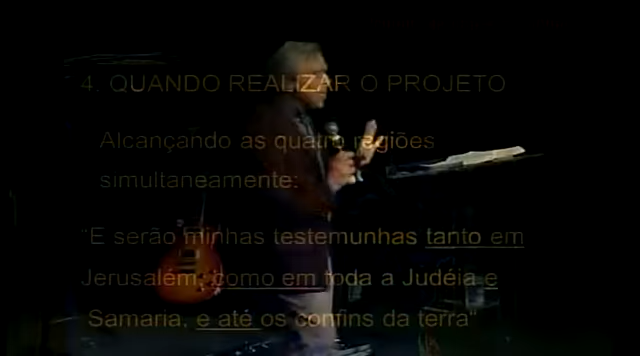 4. QUANDO REALIZAR O PROJETO
Alcançando as quatro regiões
simultaneamente:
"E serão minhas testemunhas tanto em
Jerusalém, como em toda a Judéia e
Samaria, e até os confins da terra"